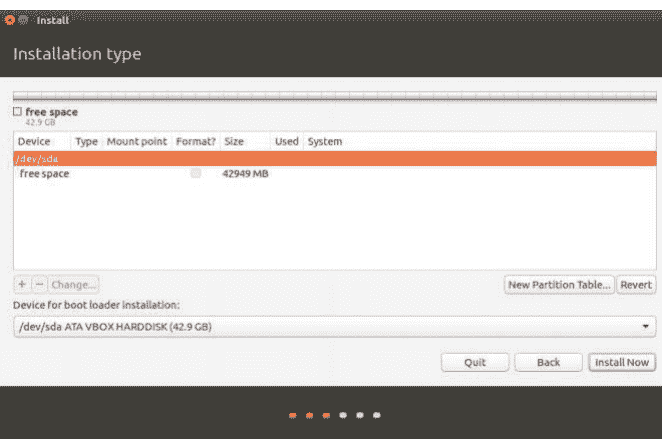 Install
Installation type
free space
42.9 GB
Device Type Mount point Format? Size Used System
/dev/sda
free space 42949 MB
+ − Change... New Partition Table... Revert
Device for boot loader installation:
/dev/sda ATA VBOX HARDDISK (42.9 GB)
Quit Back Install Now